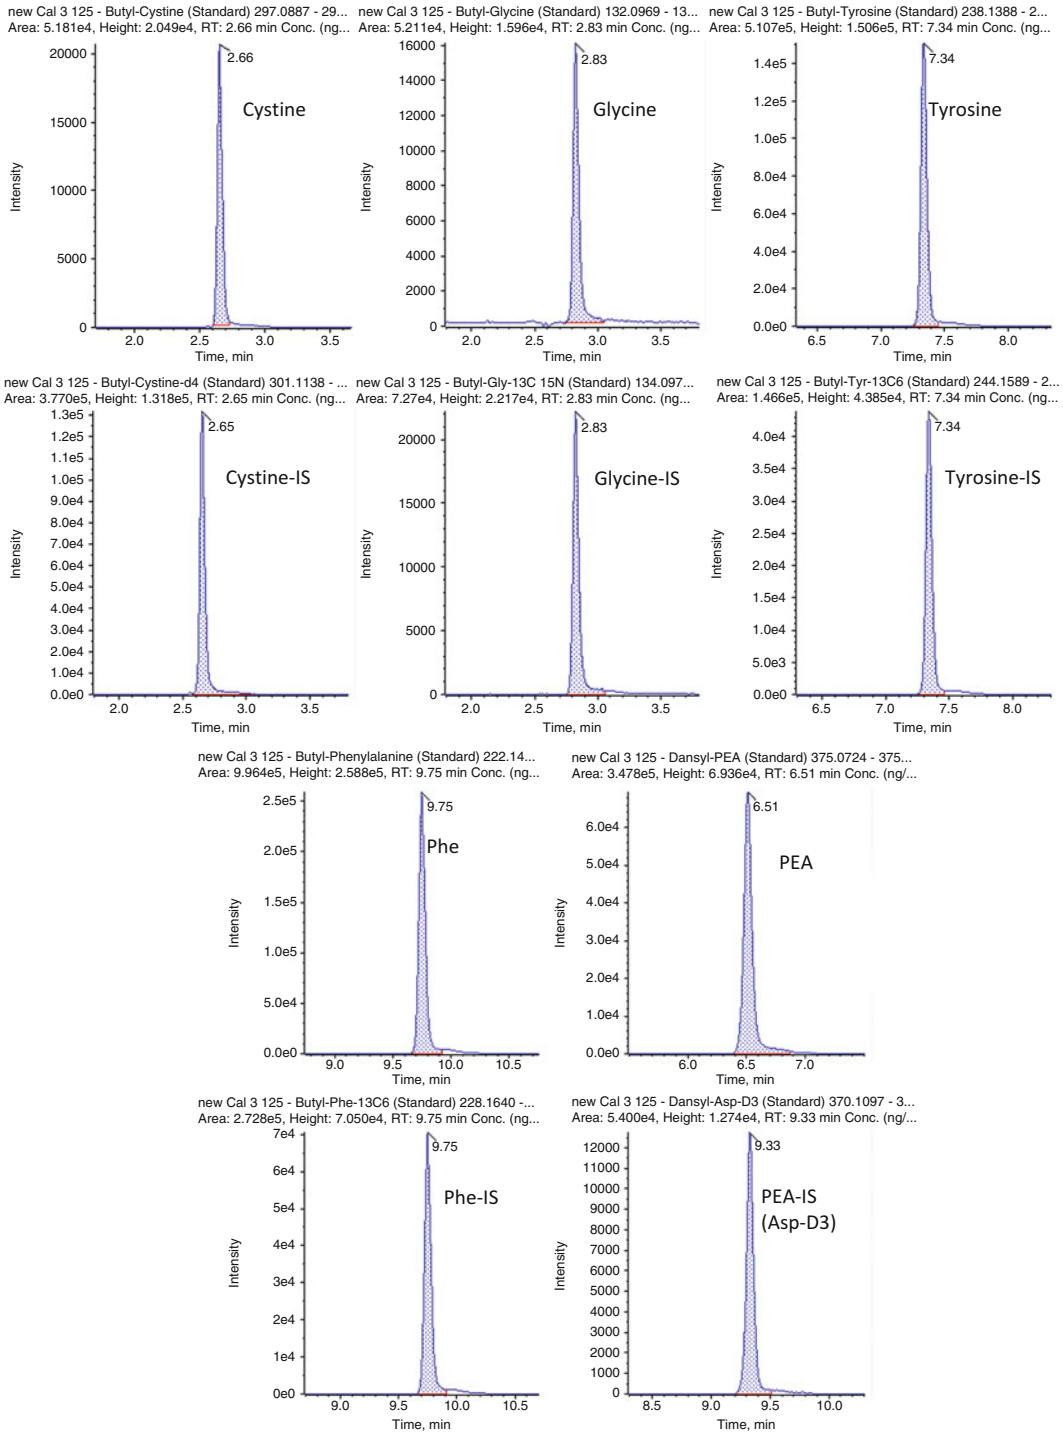 new Cal 3 125 - Butyl-Cystine (Standard) 297.0887 - 29...
Area: 5.181e4, Height: 2.049e4, RT: 2.66 min Conc. (ng...
20000
15000
10000
5000
0
Intensity
2.66
Cystine
2.0
2.5
3.0
3.5
Time, min
new Cal 3 125 - Butyl-Glycine (Standard) 132.0969 - 13...
Area: 5.211e4, Height: 1.596e4, RT: 2.83 min Conc. (ng...
16000
14000
12000
10000
8000
6000
4000
2000
0
Intensity
2.83
Glycine
2.0
2.5
3.0
3.5
Time, min
new Cal 3 125 - Butyl-Tyrosine (Standard) 238.1388 - 2...
Area: 5.107e5, Height: 1.506e5, RT: 7.34 min Conc. (ng...
1.4e5
1.2e5
1.0e5
8.0e4
6.0e4
4.0e4
2.0e4
0.0e0
Intensity
7.34
Tyrosine
6.5
7.0
7.5
8.0
Time, min
new Cal 3 125 - Butyl-Cystine-d4 (Standard) 301.1138 - ...
Area: 3.770e5, Height: 1.318e5, RT: 2.65 min Conc. (ng...
1.3e5
1.2e5
1.1e5
1.0e5
9.0e4
8.0e4
7.0e4
6.0e4
5.0e4
4.0e4
3.0e4
2.0e4
1.0e4
0.0e0
Intensity
2.65
Cystine-IS
2.0
2.5
3.0
3.5
Time, min
new Cal 3 125 - Butyl-Gly-13C 15N (Standard) 134.097...
Area: 7.27e4, Height: 2.217e4, RT: 2.83 min Conc. (ng...
20000
15000
10000
5000
0
Intensity
2.83
Glycine-IS
2.0
2.5
3.0
3.5
Time, min
new Cal 3 125 - Butyl-Tyr-13C6 (Standard) 244.1589 - 2...
Area: 1.466e5, Height: 4.385e4, RT: 7.34 min Conc. (ng...
4.0e4
3.5e4
3.0e4
2.5e4
2.0e4
1.5e4
1.0e4
5.0e3
0.0e0
Intensity
7.34
Tyrosine-IS
6.5
7.0
7.5
8.0
Time, min
new Cal 3 125 - Butyl-Phenylalanine (Standard) 222.14...
Area: 9.964e5, Height: 2.588e5, RT: 9.75 min Conc. (ng...
2.5e5
2.0e5
1.5e5
1.0e5
5.0e4
0.0e0
Intensity
9.75
Phe
9.0
9.5
10.0
10.5
Time, min
new Cal 3 125 - Dansyl-PEA (Standard) 375.0724 - 375...
Area: 3.478e5, Height: 6.936e4, RT: 6.51 min Conc. (ng/...
6.0e4
5.0e4
4.0e4
3.0e4
2.0e4
1.0e4
0.0e0
Intensity
6.51
PEA
6.0
6.5
7.0
Time, min
new Cal 3 125 - Butyl-Phe-13C6 (Standard) 228.1640 -...
Area: 2.728e5, Height: 7.050e4, RT: 9.75 min Conc. (ng...
7e4
6e4
5e4
4e4
3e4
2e4
1e4
0e0
Intensity
9.75
Phe-IS
9.0
9.5
10.0
10.5
Time, min
new Cal 3 125 - Dansyl-Asp-D3 (Standard) 370.1097 - 3...
Area: 5.400e4, Height: 1.274e4, RT: 9.33 min Conc. (ng/...
12000
11000
10000
9000
8000
7000
6000
5000
4000
3000
2000
1000
0
Intensity
9.33
PEA-IS
(Asp-D3)
8.5
9.0
9.5
10.0
Time, min